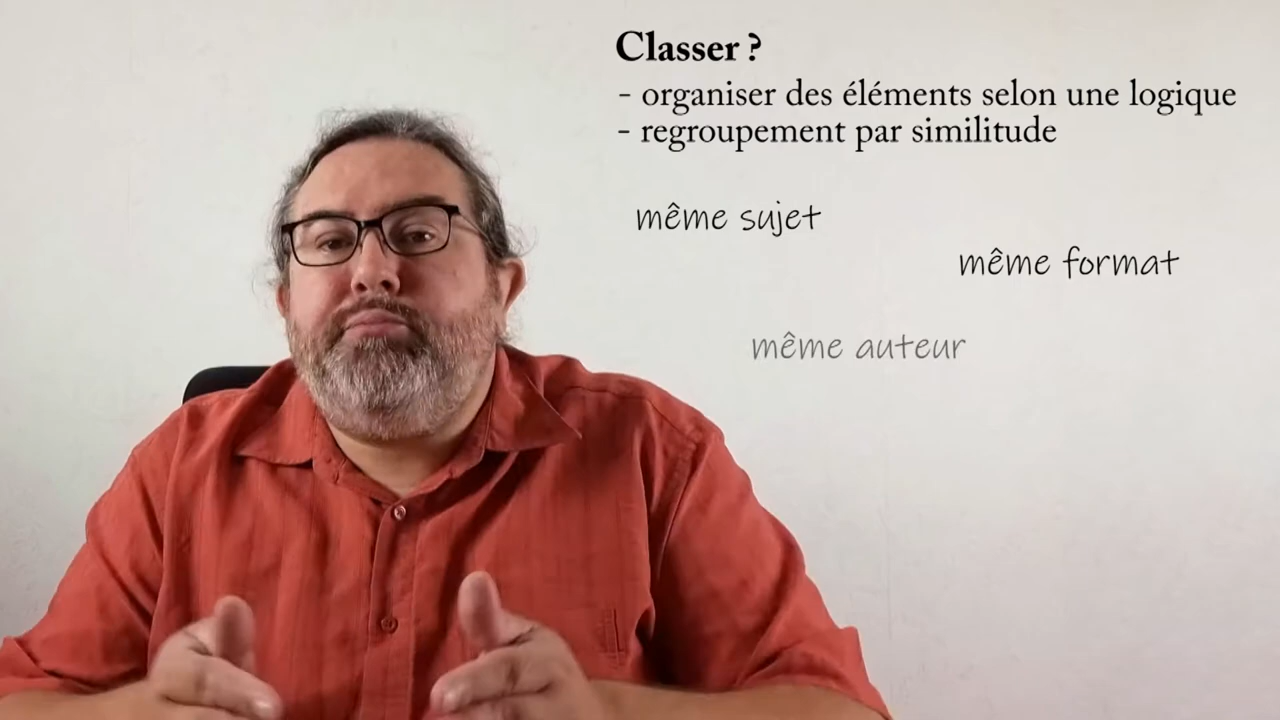 Classer ?
- organiser des éléments selon une logique
- regroupement par similitude
même sujet
même format
même auteur